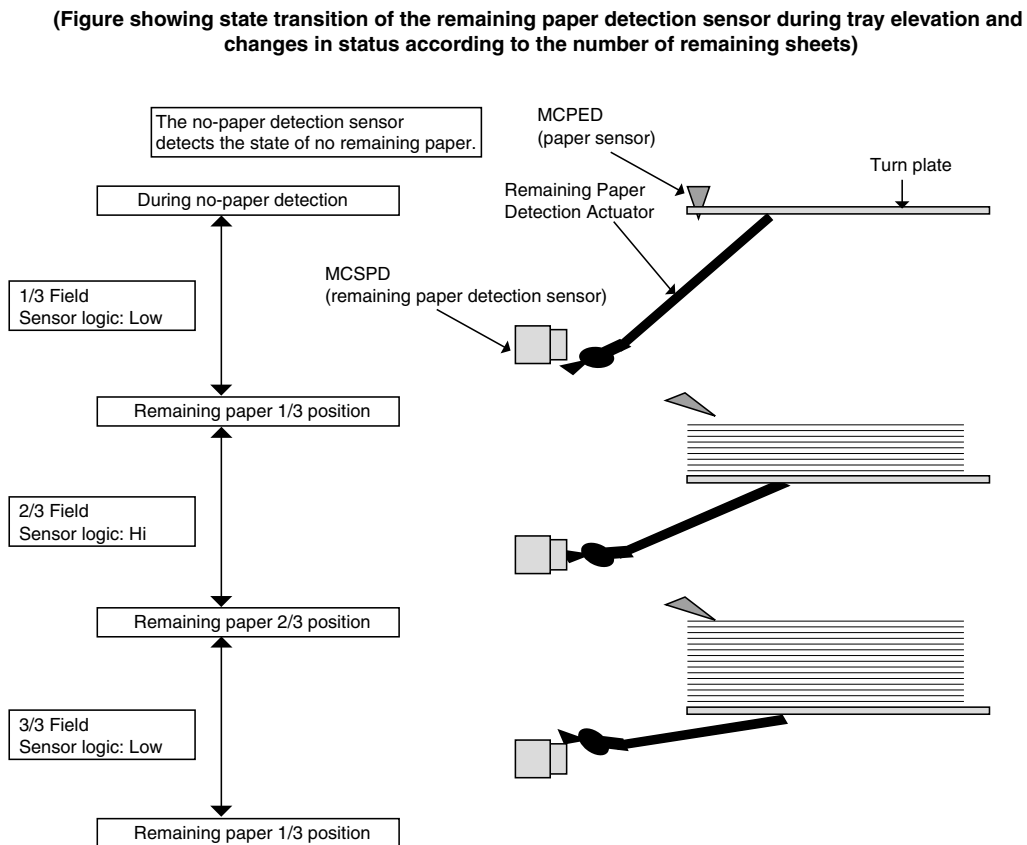 (Figure showing state transition of the remaining paper detection sensor during tray elevation and
changes in status according to the number of remaining sheets)
The no-paper detection sensor
detects the state of no remaining paper.
MCPED
(paper sensor)
Turn plate
During no-paper detection
Remaining Paper
Detection Actuator
1/3 Field
Sensor logic: Low
MCSPD
(remaining paper detection sensor)
Remaining paper 1/3 position
2/3 Field
Sensor logic: Hi
Remaining paper 2/3 position
3/3 Field
Sensor logic: Low
Remaining paper 1/3 position